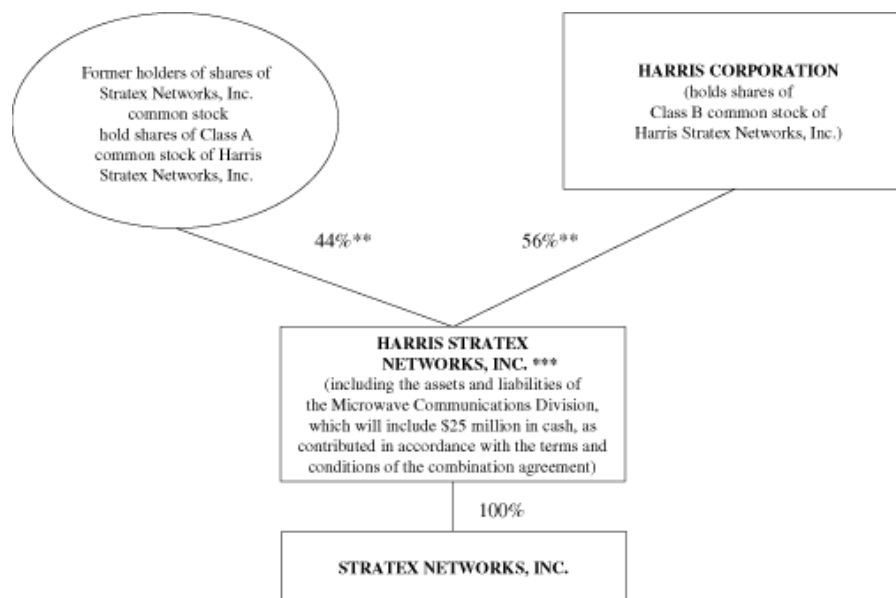 Former holders of shares of
Stratex Networks, Inc.
common stock
hold shares of Class A
common stock of Harris
Stratex Networks, Inc.
HARRIS CORPORATION
(holds shares of
Class B common stock of
Harris Stratex Networks, Inc.)
44%**
56%**
HARRIS STRATEX
NETWORKS, INC. ***
(including the assets and liabilities of
the Microwave Communications Division,
which will include $25 million in cash, as
contributed in accordance with the terms and
conditions of the combination agreement)
100%
STRATEX NETWORKS, INC.